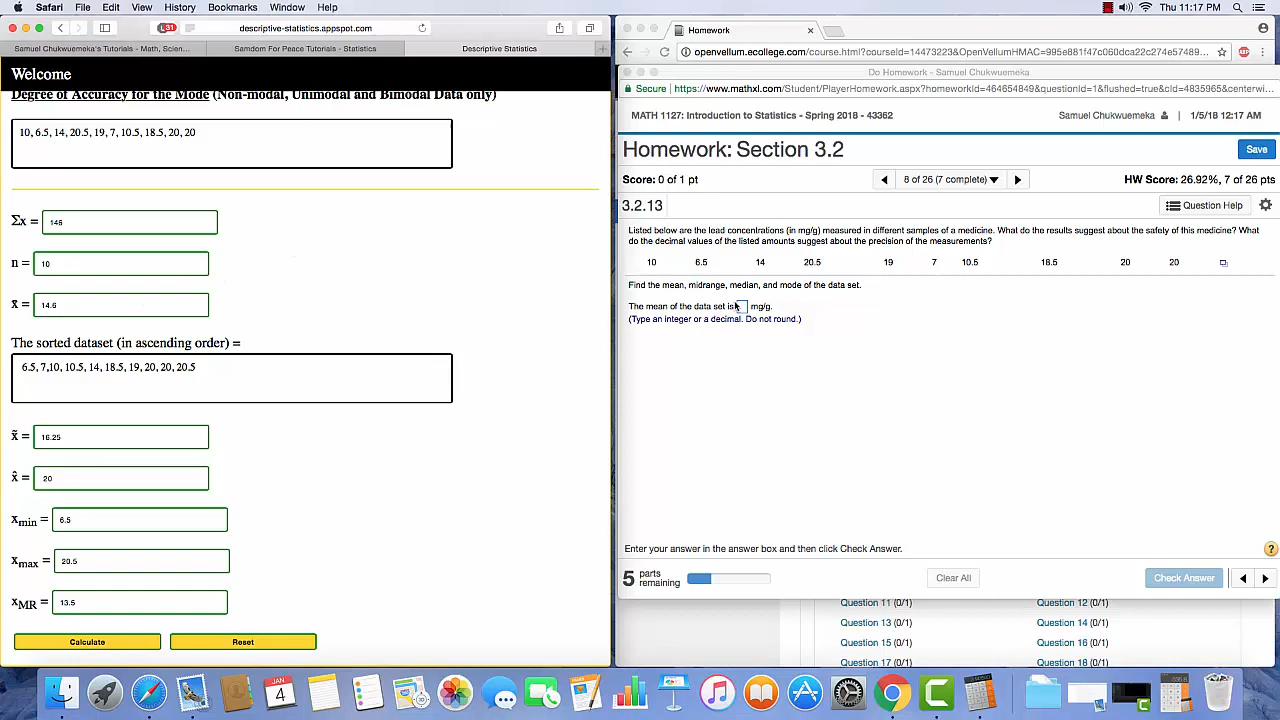 Safari File Edit View History Bookmarks Window Help Thu 11:17 PM
31 descriptive-statistics.appspot.com
Samuel Chukwuemeka's Tutorials - Math, Scien... Samdom For Peace Tutorials - Statistics Descriptive Statistics
Welcome
Degree of Accuracy for the Mode (Non-modal, Unimodal and Bimodal Data only)
10, 6.5, 14, 20.5, 19, 7, 10.5, 18.5, 20, 20
Σx = 146
n = 10
x̄ = 14.6
The sorted dataset (in ascending order) =
6.5, 7,10, 10.5, 14, 18.5, 19, 20, 20, 20.5
x̃ = 16.25
x̂ = 20
xmin = 6.5
xmax = 20.5
xMR = 13.5
Calculate Reset
Homework
openvellum.ecollege.com/course.html?courseId=14473223&OpenVellumHMAC=995e881f47c060dca22c274e57489...
Do Homework - Samuel Chukwuemeka
Secure https://www.mathxl.com/Student/PlayerHomework.aspx?homeworkId=464654849&questionId=1&flushed=true&cId=4835965&centerwi...
MATH 1127: Introduction to Statistics - Spring 2018 - 43362 Samuel Chukwuemeka | 1/5/18 12:17 AM
Homework: Section 3.2 Save
Score: 0 of 1 pt 8 of 26 (7 complete) HW Score: 26.92%, 7 of 26 pts
3.2.13 Question Help
Listed below are the lead concentrations (in mg/g) measured in different samples of a medicine. What do the results suggest about the safety of this medicine? What
do the decimal values of the listed amounts suggest about the precision of the measurements?
10 6.5 14 20.5 19 7 10.5 18.5 20 20
Find the mean, midrange, median, and mode of the data set.
The mean of the data set is mg/g.
(Type an integer or a decimal. Do not round.)
Enter your answer in the answer box and then click Check Answer.
?
5 parts remaining Clear All Check Answer
Question 11 (0/1) Question 12 (0/1)
Question 13 (0/1) Question 14 (0/1)
Question 15 (0/1) Question 16 (0/1)
Question 17 (0/1) Question 18 (0/1)
JAN
4